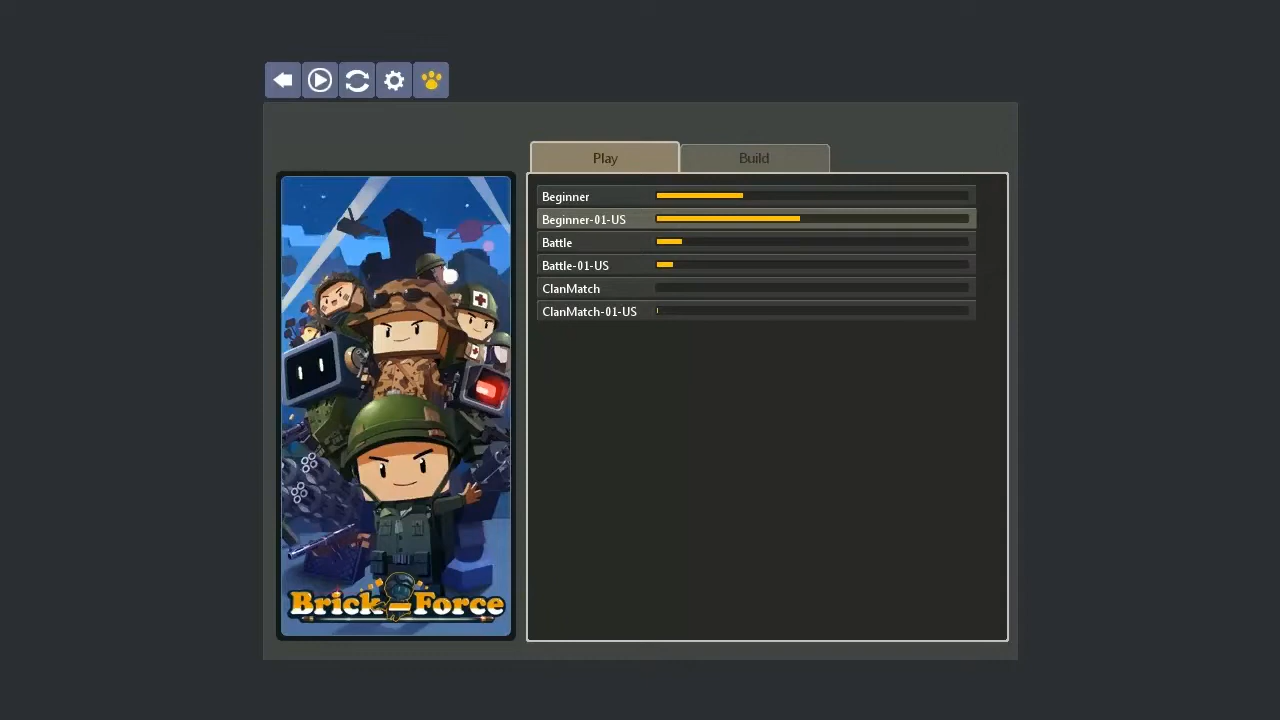 Play
Build
Beginner
Beginner-01-US
Battle
Battle-01-US
ClanMatch
ClanMatch-01-US
Brick-Force